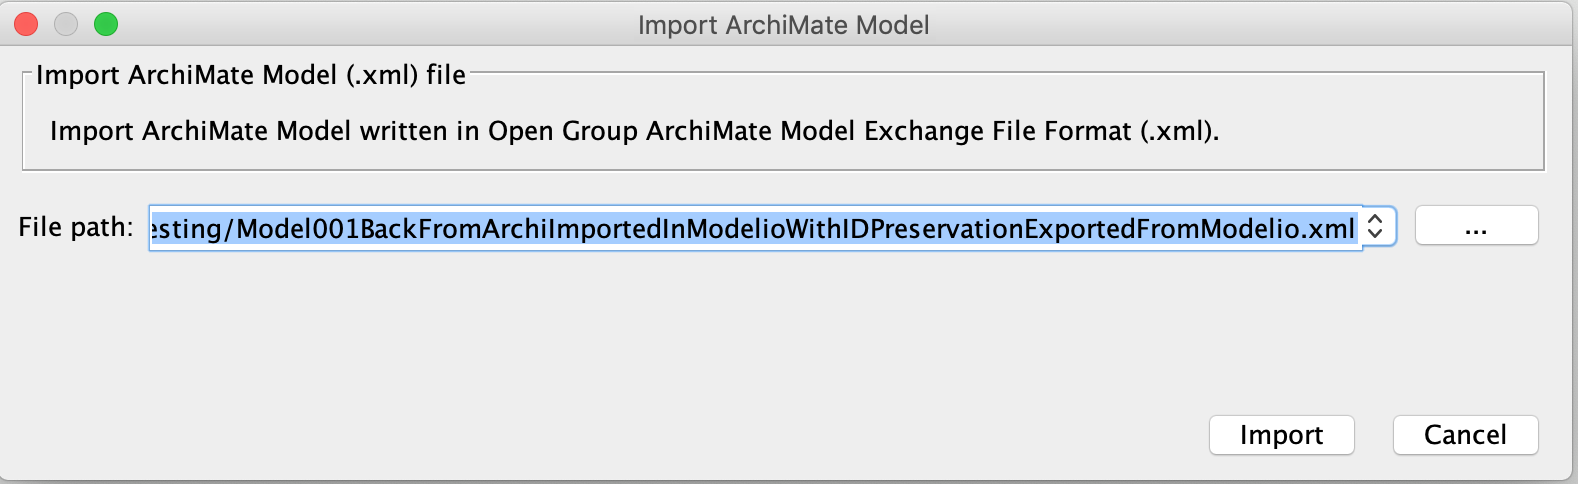 Import ArchiMate Model
Import ArchiMate Model (.xml) file
Import ArchiMate Model written in Open Group ArchiMate Model Exchange File Format (.xml).
File path: esting/Model001BackFromArchiImportedInModelioWithIDPreservationExportedFromModelio.xml ...
Import Cancel